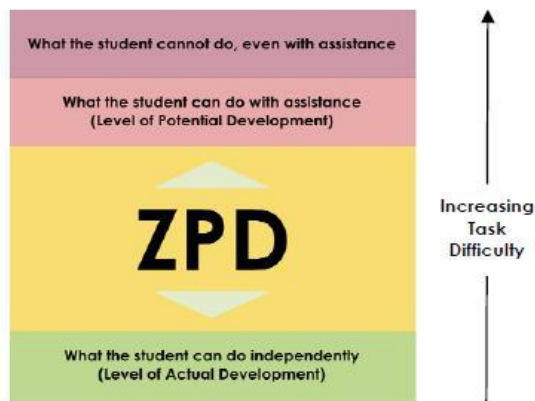 What the student cannot do, even with assistance
What the student can do with assistance
(Level of Potential Development)
ZPD
Increasing
Task
Difficulty
What the student can do independently
(Level of Actual Development)